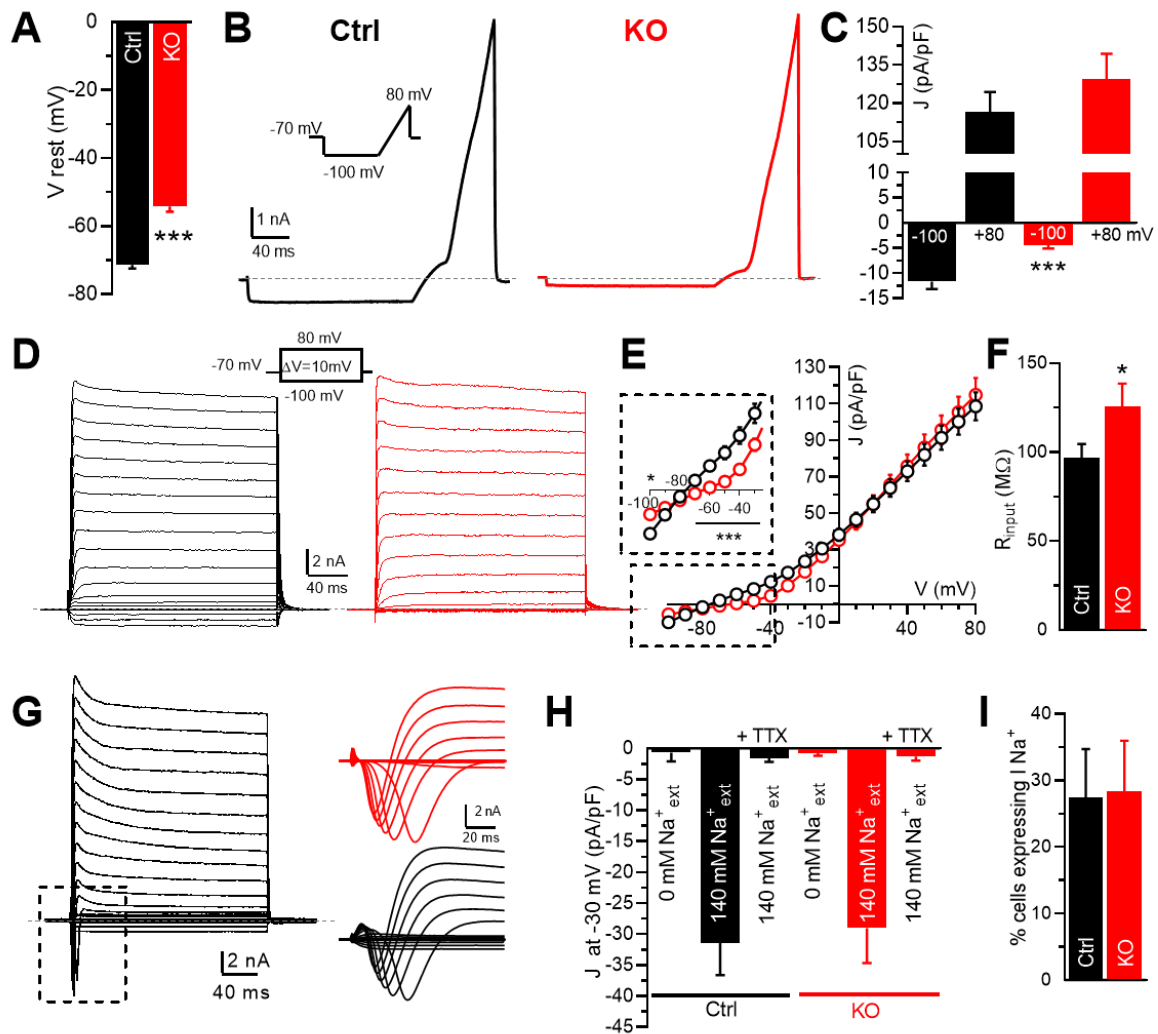 A
0
-20
-40
-60
-80
V rest (mV)
Ctrl
KO
***
B
Ctrl
KO
80 mV
-70 mV
-100 mV
1 nA
40 ms
C
J (pA/pF)
150
135
120
105
10
5
0
-5
-10
-15
-100
+80
-100
+80 mV
***
D
80 mV
-70 mV
ΔV=10mV
-100 mV
2 nA
40 ms
E
J (pA/pF)
130
110
90
70
50
30
10
-10
V (mV)
-80
-40
40
80
*
-80
-100
-60
-40
***
F
Rinput (MΩ)
150
125
75
0
Ctrl
KO
*
G
2 nA
40 ms
2 nA
20 ms
H
+ TTX
+ TTX
J at -30 mV (pA/pF)
0
-5
-10
-15
-20
-25
-30
-35
-40
-45
0 mM Na+ext
140 mM Na+ext
140 mM Na+ext
0 mM Na+ext
140 mM Na+ext
140 mM Na+ext
Ctrl
KO
I
% cells expressing I Na+
40
30
20
10
0
Ctrl
KO